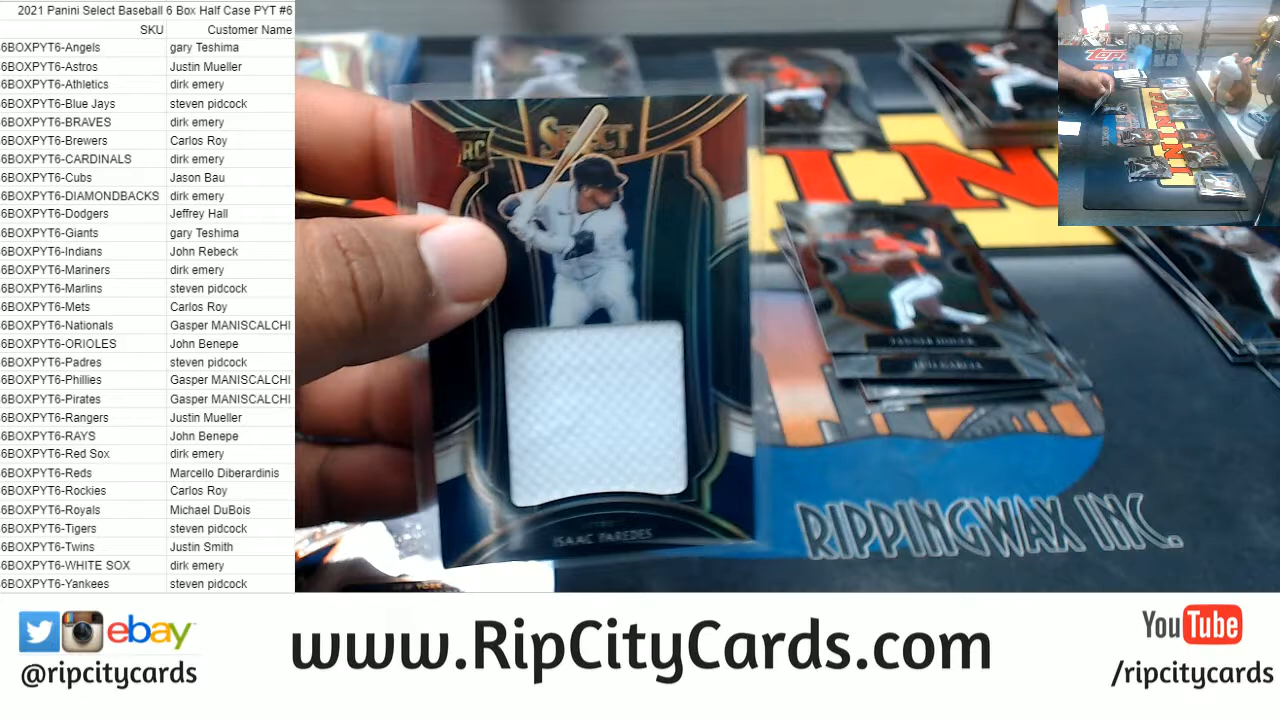 2021 Panini Select Baseball 6 Box Half Case PYT #6
SKU Customer Name
6BOXPYT6-Angels gary Teshima
6BOXPYT6-Astros Justin Mueller
6BOXPYT6-Athletics dirk emery
6BOXPYT6-Blue Jays steven pidcock
6BOXPYT6-BRAVES dirk emery
6BOXPYT6-Brewers Carlos Roy
6BOXPYT6-CARDINALS dirk emery
6BOXPYT6-Cubs Jason Bau
6BOXPYT6-DIAMONDBACKS dirk emery
6BOXPYT6-Dodgers Jeffrey Hall
6BOXPYT6-Giants gary Teshima
6BOXPYT6-Indians John Rebeck
6BOXPYT6-Mariners dirk emery
6BOXPYT6-Marlins steven pidcock
6BOXPYT6-Mets Carlos Roy
6BOXPYT6-Nationals Gasper MANISCALCHI
6BOXPYT6-ORIOLES John Benepe
6BOXPYT6-Padres steven pidcock
6BOXPYT6-Phillies Gasper MANISCALCHI
6BOXPYT6-Pirates Gasper MANISCALCHI
6BOXPYT6-Rangers Justin Mueller
6BOXPYT6-RAYS John Benepe
6BOXPYT6-Red Sox dirk emery
6BOXPYT6-Reds Marcello Diberardinis
6BOXPYT6-Rockies Carlos Roy
6BOXPYT6-Royals Michael DuBois
6BOXPYT6-Tigers steven pidcock
6BOXPYT6-Twins Justin Smith
6BOXPYT6-WHITE SOX dirk emery
6BOXPYT6-Yankees steven pidcock
RC SELECT
ISAAC PAREDES
LUIS GARCIA
RIPPINGWAX INC.
Topps
PANINI
ebay
@ripcitycards
www.RipCityCards.com
YouTube
/ripcitycards